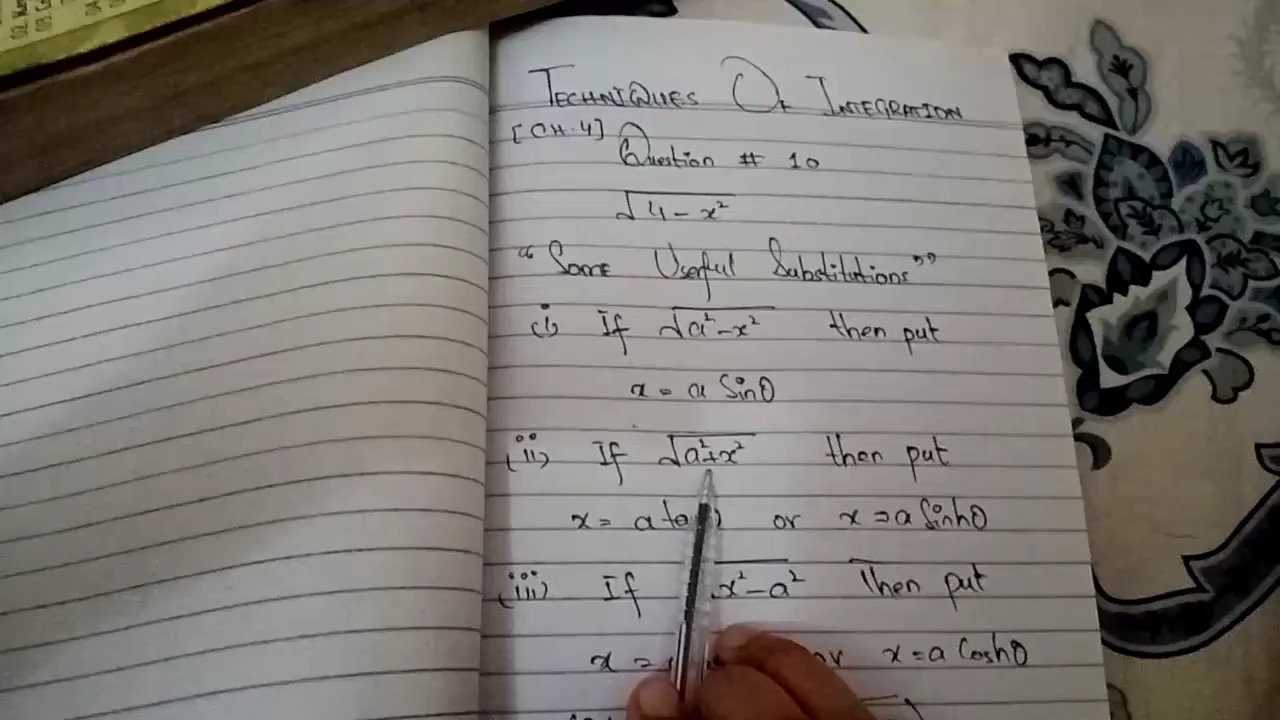 TECHNIQUES OF INTEGRATION
[CH.4]
Question # 10
√4-x²
"Some Useful Substitutions"
(i) If √a²-x² then put
x = a Sinθ
(ii) If √a²+x² then put
x = a or x = a Sinhθ
(iii) If x²-a² Then put
x = or x = a Coshθ